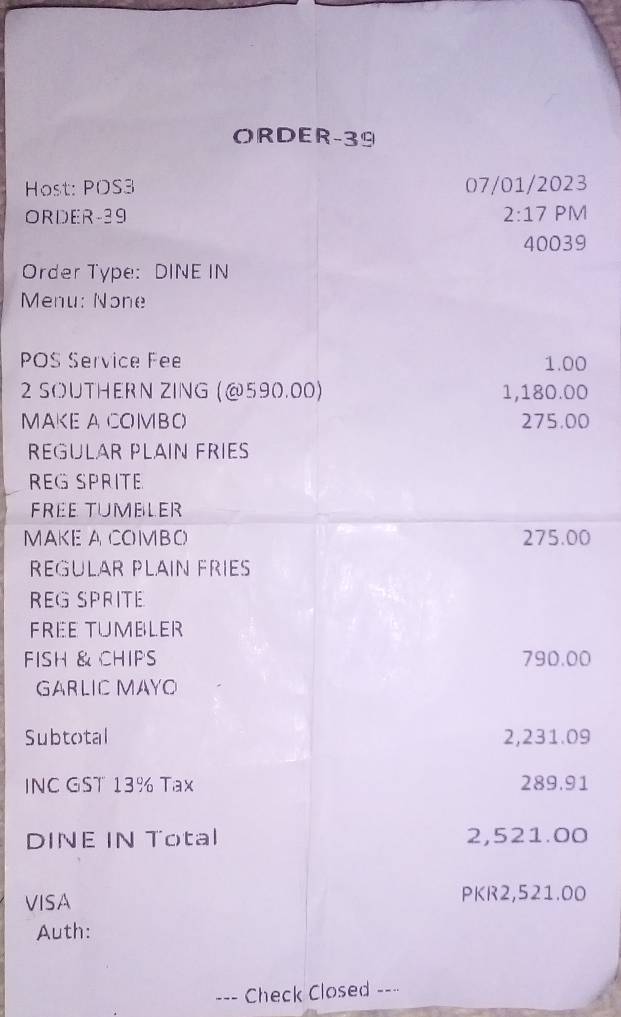 ORDER-39
Host: POS3 07/01/2023
ORDER-39 2:17 PM
40039
Order Type: DINE IN
Menu: None
POS Service Fee 1.00
2 SOUTHERN ZING (@590.00) 1,180.00
MAKE A COMBO 275.00
REGULAR PLAIN FRIES
REG SPRITE
FREE TUMBLER
MAKE A COMBO 275.00
REGULAR PLAIN FRIES
REG SPRITE
FREE TUMBLER
FISH & CHIPS 790.00
GARLIC MAYO
Subtotal 2,231.09
INC GST 13% Tax 289.91
DINE IN Total 2,521.00
VISA PKR2,521.00
Auth:
--- Check Closed ---